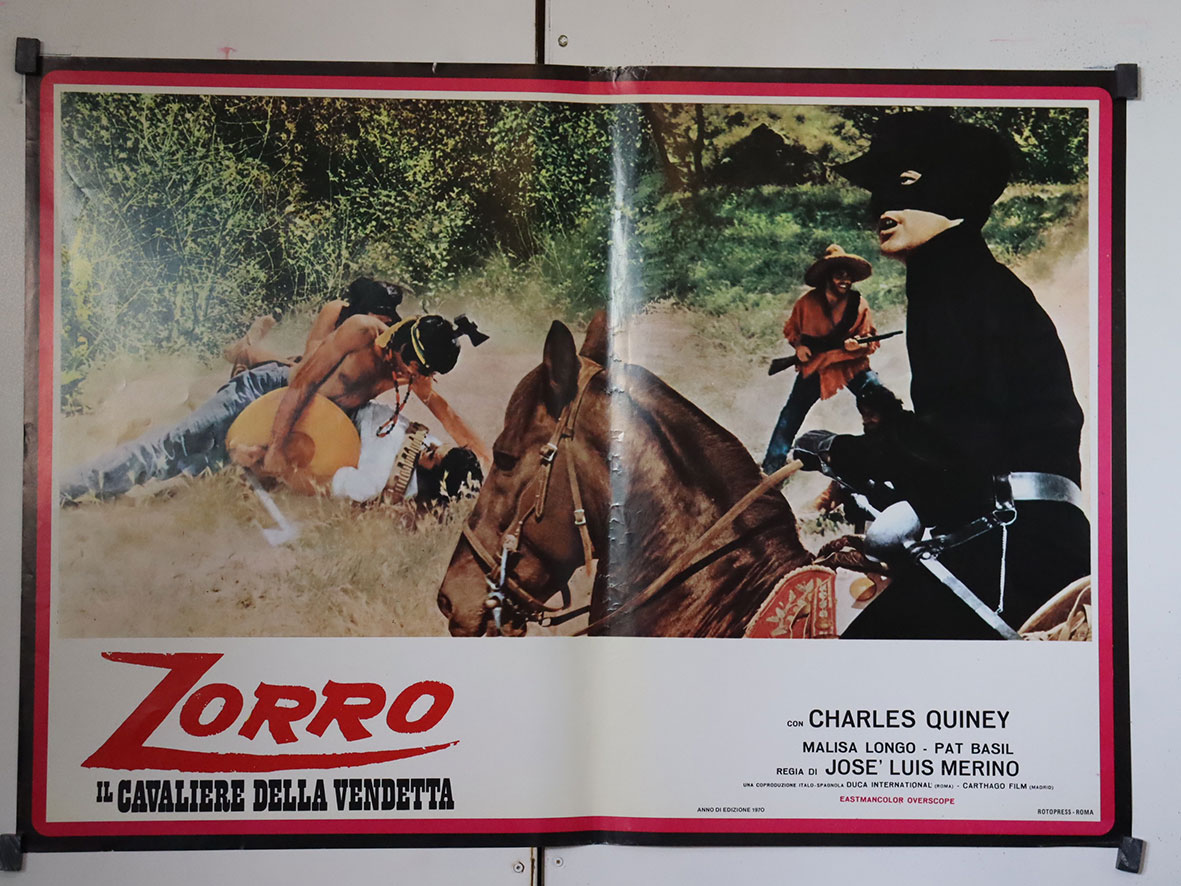 ZORRO
IL CAVALIERE DELLA VENDETTA
CON CHARLES QUINEY
MALISA LONGO - PAT BASIL
REGIA DI JOSE' LUIS MERINO
UNA COPRODUZIONE ITALO-SPAGNOLA DUCA INTERNATIONAL (ROMA) - CARTHAGO FILM (MADRID)
EASTMANCOLOR OVERSCOPE
ANNO DI EDIZIONE 1970
ROTOPRESS-ROMA